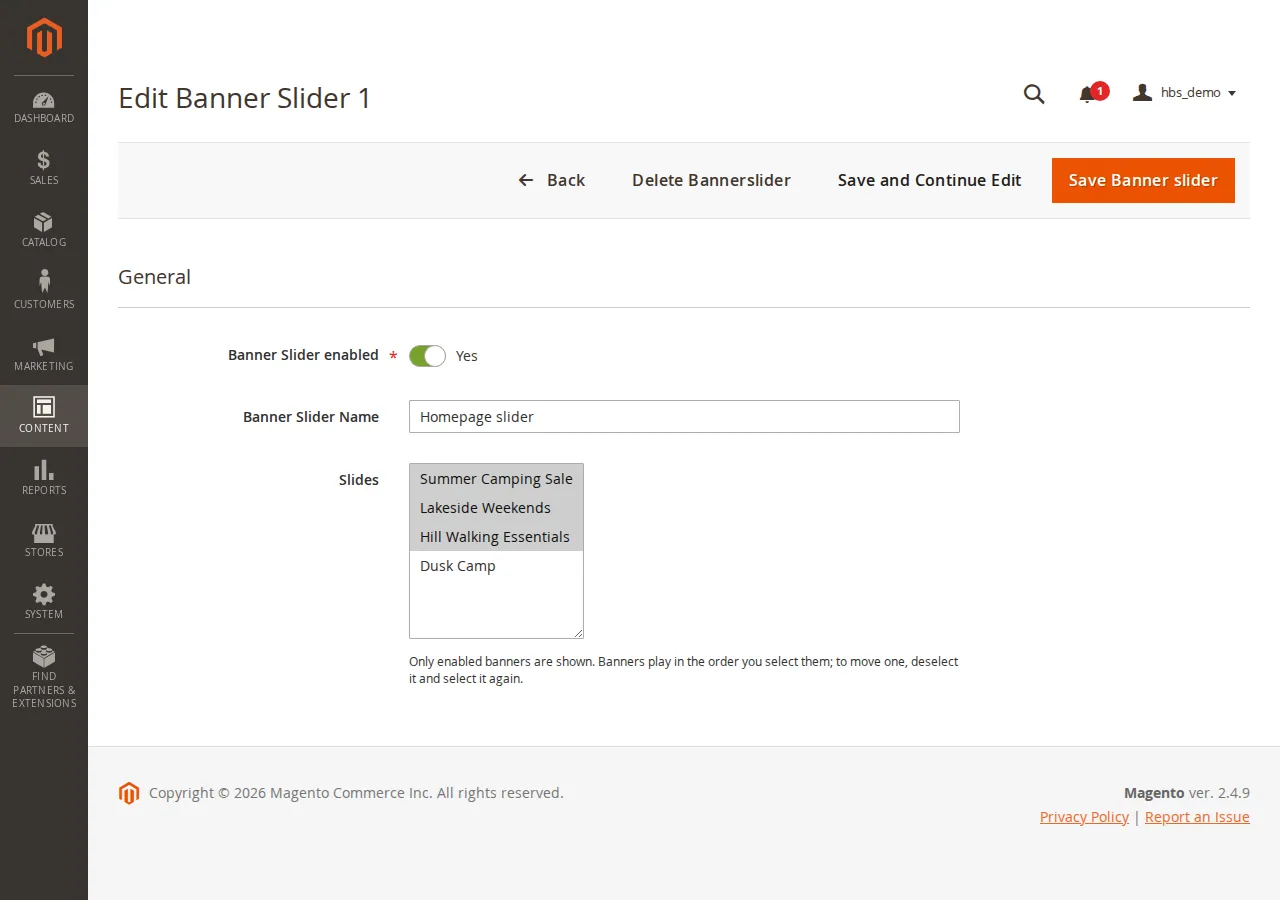 Edit Banner Slider 1
1
hbs_demo
Back
Delete Bannerslider
Save and Continue Edit
Save Banner slider
DASHBOARD
SALES
CATALOG
CUSTOMERS
MARKETING
CONTENT
REPORTS
STORES
SYSTEM
FIND
PARTNERS &
EXTENSIONS
General
Banner Slider enabled *
Yes
Banner Slider Name
Homepage slider
Slides
Summer Camping Sale
Lakeside Weekends
Hill Walking Essentials
Dusk Camp
Only enabled banners are shown. Banners play in the order you select them; to move one, deselect
it and select it again.
Copyright © 2026 Magento Commerce Inc. All rights reserved.
Magento ver. 2.4.9
Privacy Policy | Report an Issue